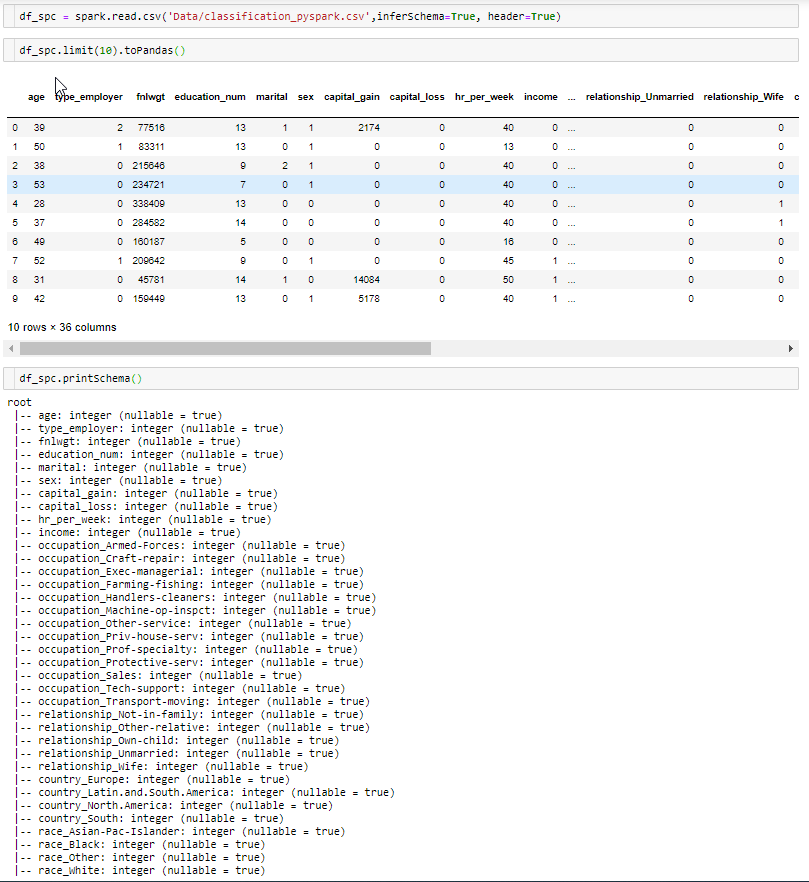 df_spc = spark.read.csv('Data/classification_pyspark.csv',inferSchema=True, header=True)
df_spc.limit(10).toPandas()
age type_employer fnlwgt education_num marital sex capital_gain capital_loss hr_per_week income ... relationship_Unmarried relationship_Wife c
0 39 2 77516 13 1 1 2174 0 40 0 ... 0 0
1 50 1 83311 13 0 1 0 0 13 0 ... 0 0
2 38 0 215646 9 2 1 0 0 40 0 ... 0 0
3 53 0 234721 7 0 1 0 0 40 0 ... 0 0
4 28 0 338409 13 0 0 0 0 40 0 ... 0 1
5 37 0 284582 14 0 0 0 0 40 0 ... 0 1
6 49 0 160187 5 0 0 0 0 16 0 ... 0 0
7 52 1 209642 9 0 1 0 0 45 1 ... 0 0
8 31 0 45781 14 1 0 14084 0 50 1 ... 0 0
9 42 0 159449 13 0 1 5178 0 40 1 ... 0 0
10 rows × 36 columns
df_spc.printSchema()
root
|-- age: integer (nullable = true)
|-- type_employer: integer (nullable = true)
|-- fnlwgt: integer (nullable = true)
|-- education_num: integer (nullable = true)
|-- marital: integer (nullable = true)
|-- sex: integer (nullable = true)
|-- capital_gain: integer (nullable = true)
|-- capital_loss: integer (nullable = true)
|-- hr_per_week: integer (nullable = true)
|-- income: integer (nullable = true)
|-- occupation_Armed-Forces: integer (nullable = true)
|-- occupation_Craft-repair: integer (nullable = true)
|-- occupation_Exec-managerial: integer (nullable = true)
|-- occupation_Farming-fishing: integer (nullable = true)
|-- occupation_Handlers-cleaners: integer (nullable = true)
|-- occupation_Machine-op-inspct: integer (nullable = true)
|-- occupation_Other-service: integer (nullable = true)
|-- occupation_Priv-house-serv: integer (nullable = true)
|-- occupation_Prof-specialty: integer (nullable = true)
|-- occupation_Protective-serv: integer (nullable = true)
|-- occupation_Sales: integer (nullable = true)
|-- occupation_Tech-support: integer (nullable = true)
|-- occupation_Transport-moving: integer (nullable = true)
|-- relationship_Not-in-family: integer (nullable = true)
|-- relationship_Other-relative: integer (nullable = true)
|-- relationship_Own-child: integer (nullable = true)
|-- relationship_Unmarried: integer (nullable = true)
|-- relationship_Wife: integer (nullable = true)
|-- country_Europe: integer (nullable = true)
|-- country_Latin.and.South.America: integer (nullable = true)
|-- country_North.America: integer (nullable = true)
|-- country_South: integer (nullable = true)
|-- race_Asian-Pac-Islander: integer (nullable = true)
|-- race_Black: integer (nullable = true)
|-- race_Other: integer (nullable = true)
|-- race_White: integer (nullable = true)